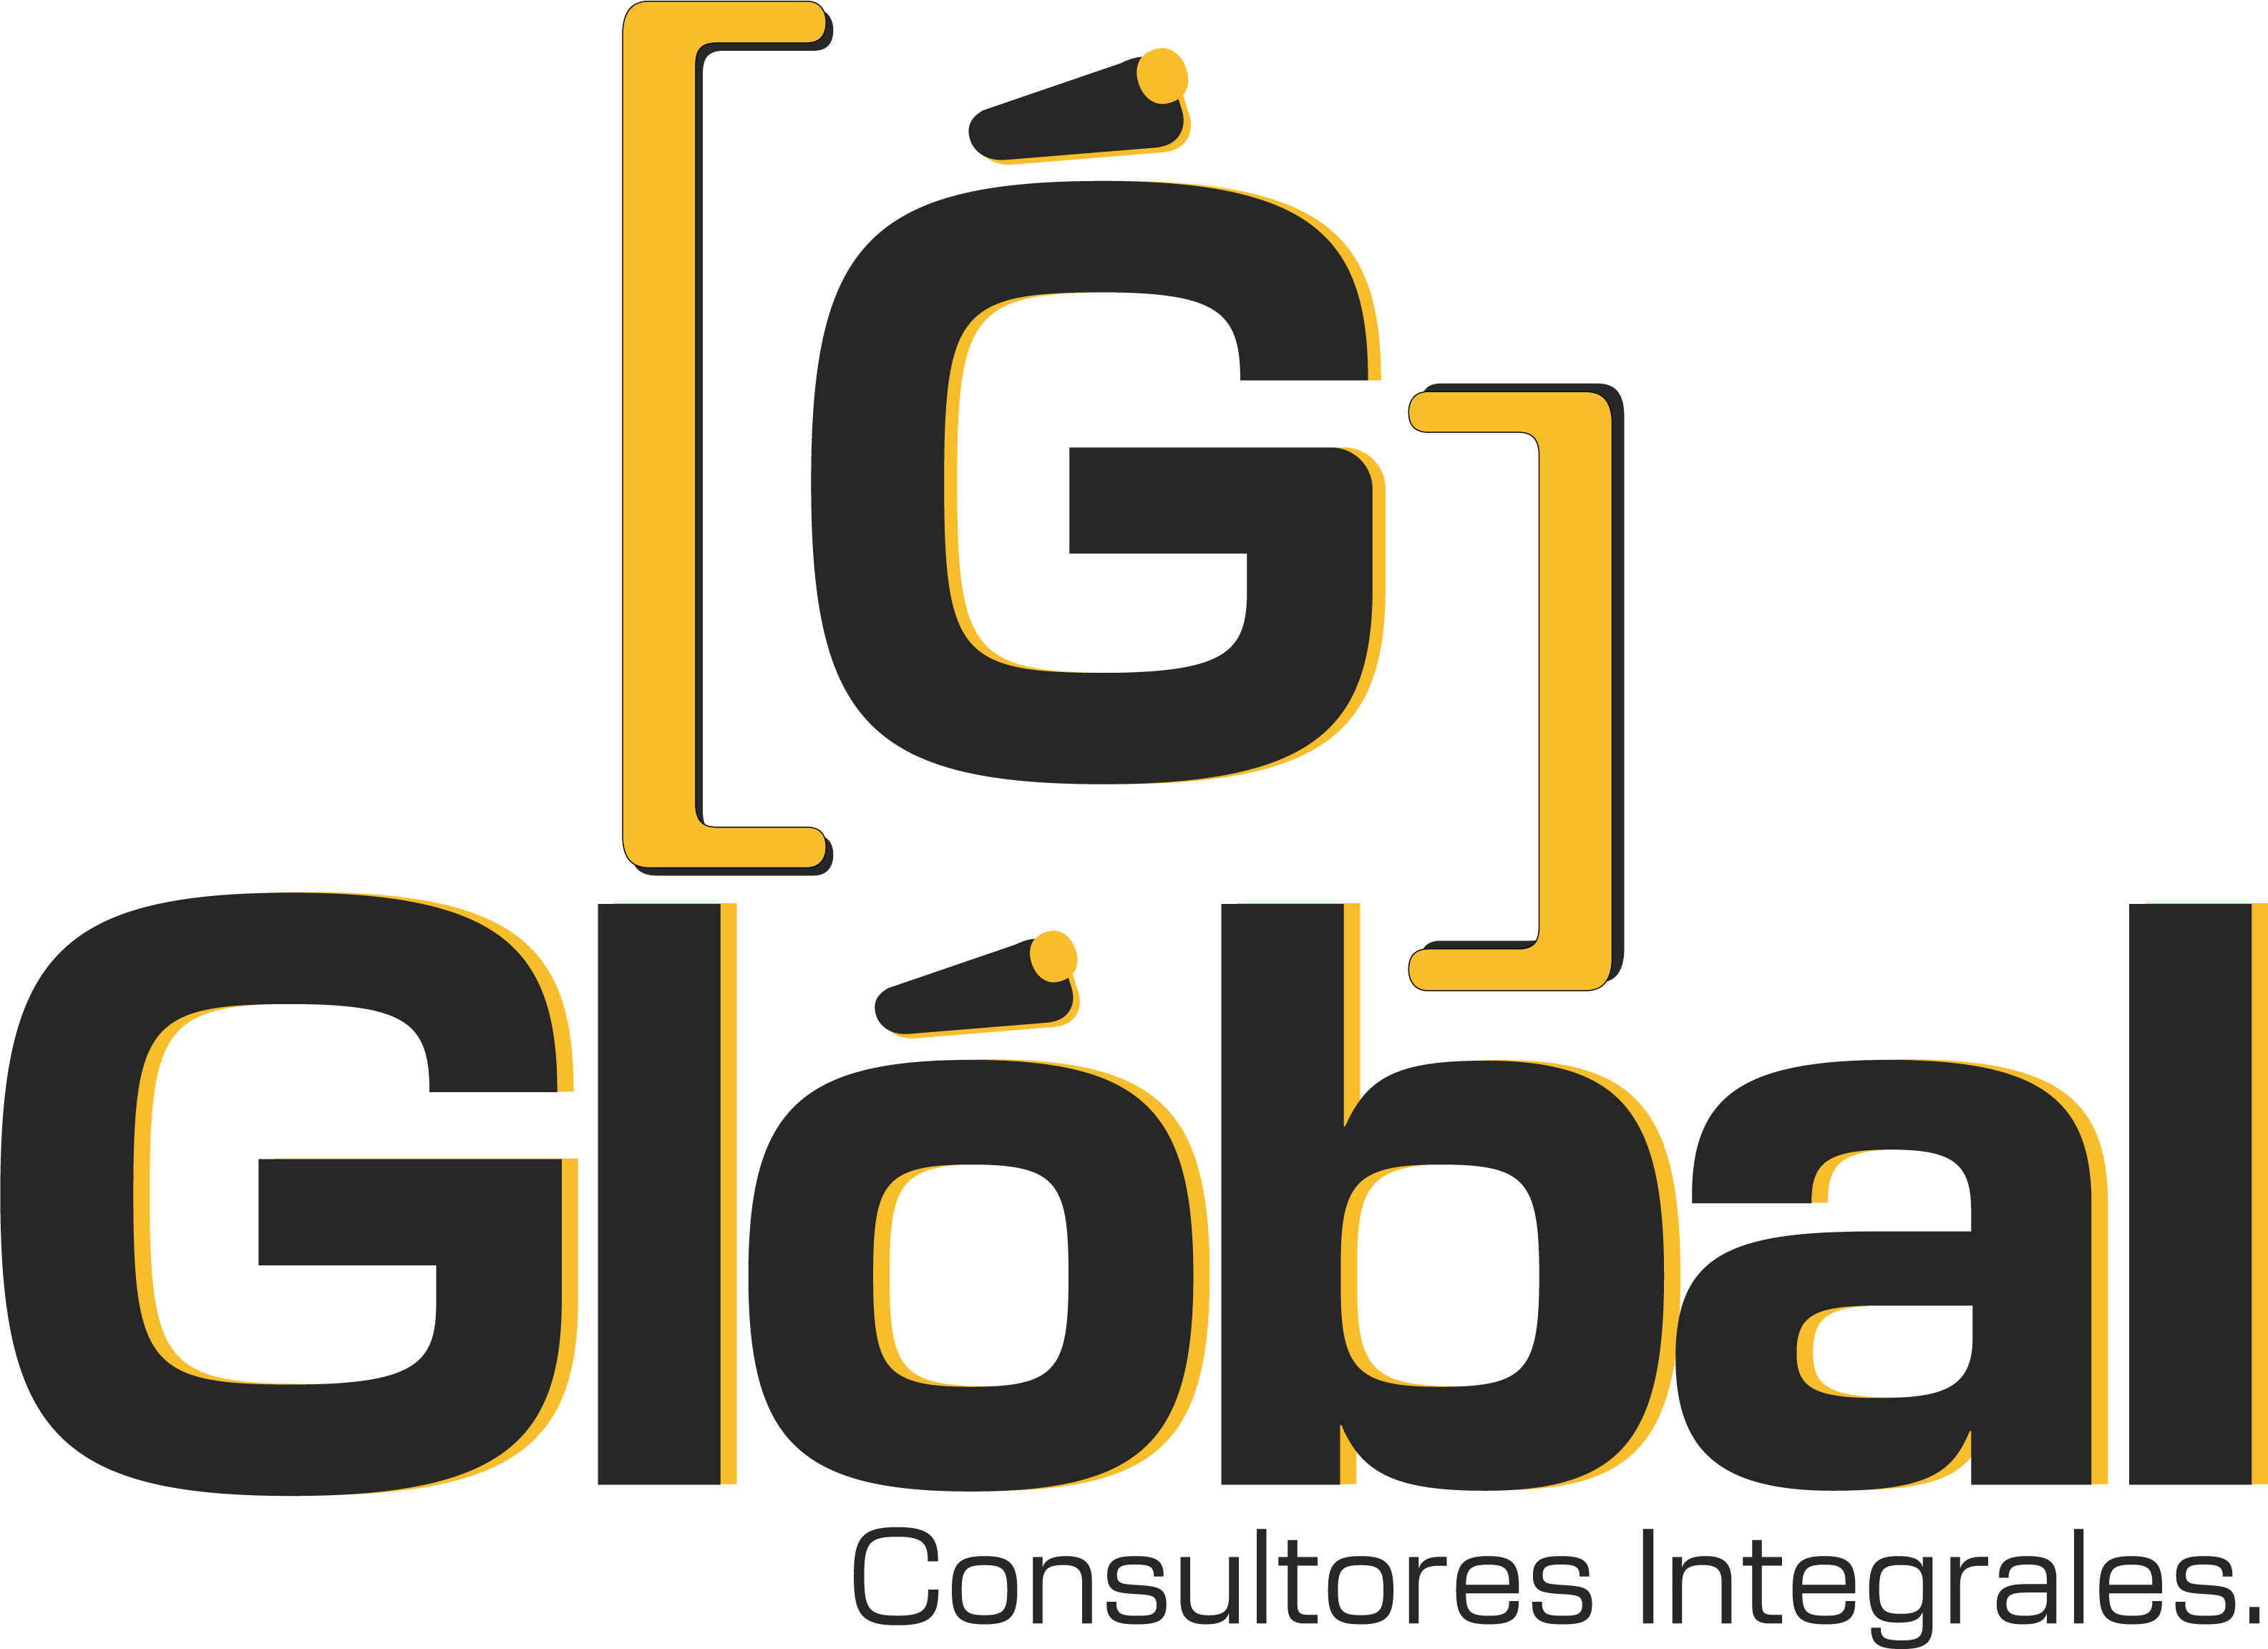 [Ǵ]
Glóbal
Consultores Integrales.